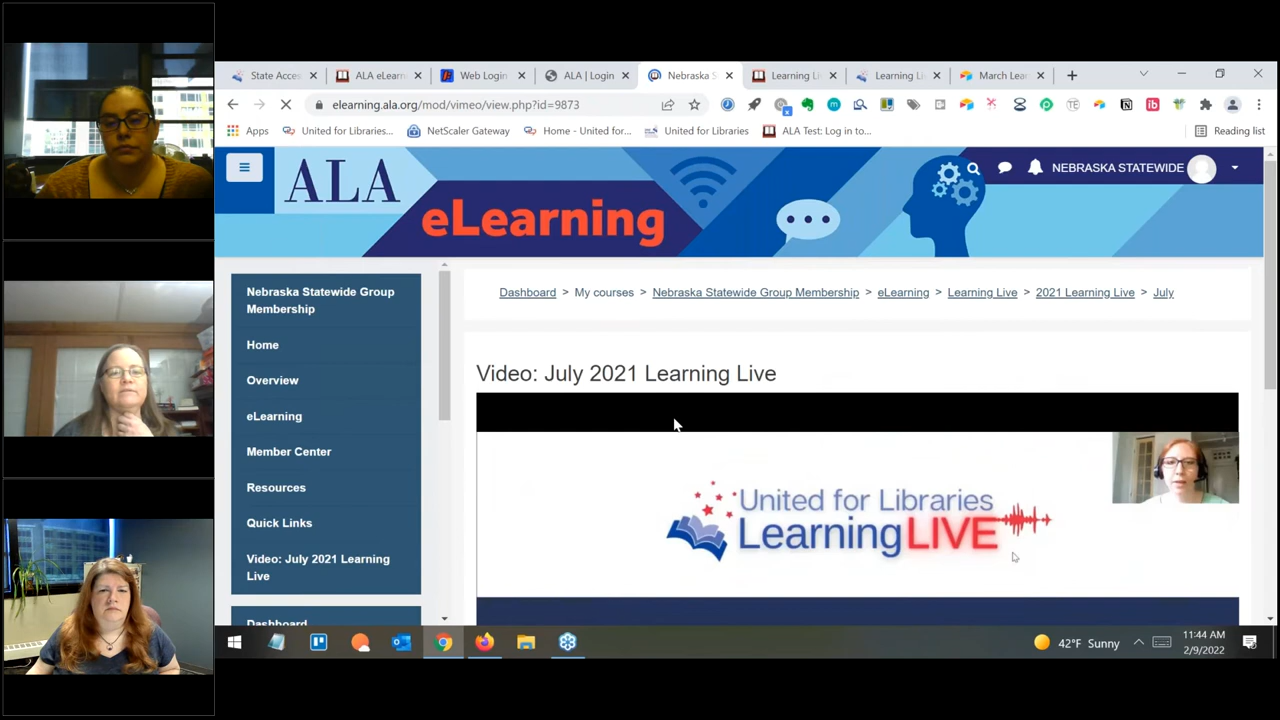 State Acces
ALA eLearn
Web Login
ALA | Login
Nebraska S
Learning Li
Learning Li
March Lea
elearning.ala.org/mod/vimeo/view.php?id=9873
Apps
United for Libraries...
NetScaler Gateway
Home - United for...
United for Libraries
ALA Test: Log in to...
Reading list
ALA
eLearning
NEBRASKA STATEWIDE
Nebraska Statewide Group
Membership
Home
Overview
eLearning
Member Center
Resources
Quick Links
Video: July 2021 Learning
Live
Dashboard
Dashboard > My courses > Nebraska Statewide Group Membership > eLearning > Learning Live > 2021 Learning Live > July
Video: July 2021 Learning Live
United for Libraries
LearningLIVE
42°F Sunny
11:44 AM
2/9/2022